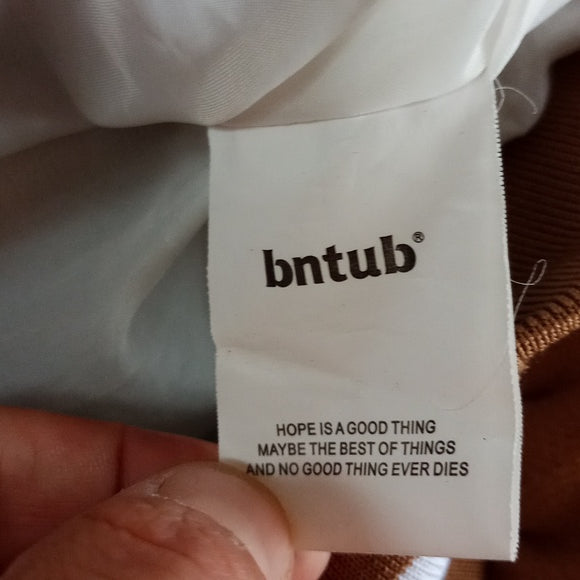 bntub®
HOPE IS A GOOD THING
MAYBE THE BEST OF THINGS
AND NO GOOD THING EVER DIES